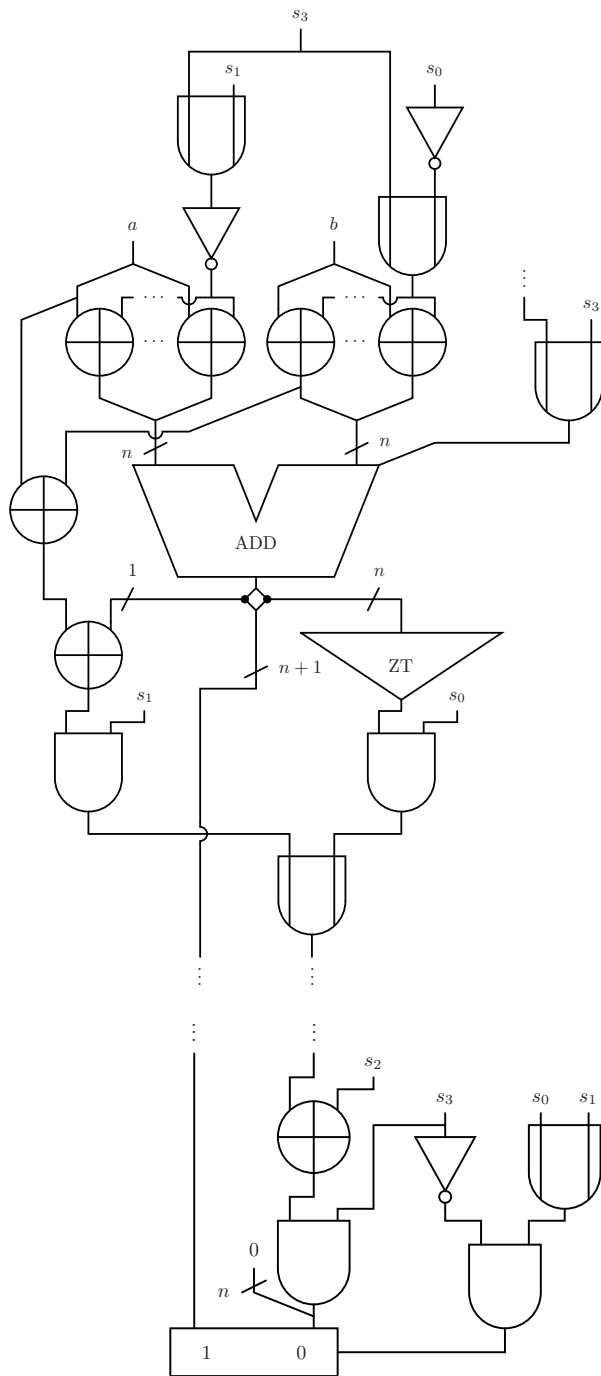 s₃
s₁ s₀
a b
⋯ ⋯ ⋮ s₃
⋯ ⋯
n n
ADD
1 n
n + 1 ZT
s₁ s₀
⋮ ⋮
⋮ ⋮
s₂
s₃ s₀ s₁
0
n
1 0